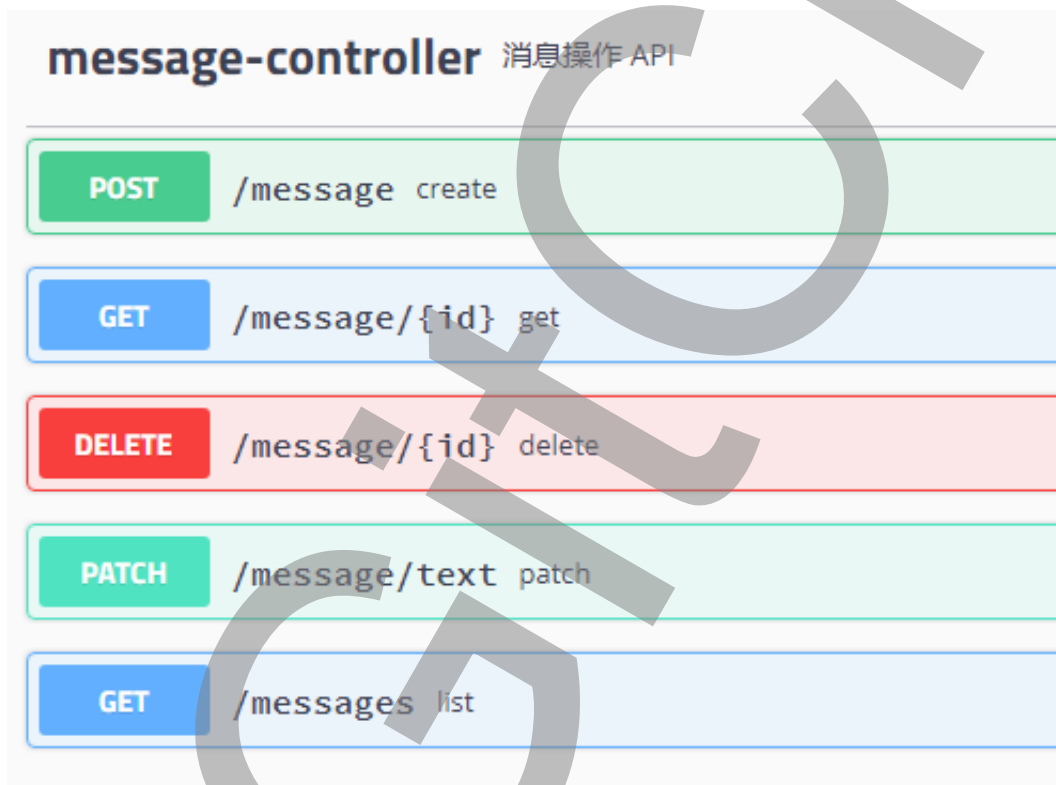 message-controller 消息操作 API
POST /message create
GET /message/{id} get
DELETE /message/{id} delete
PATCH /message/text patch
GET /messages list